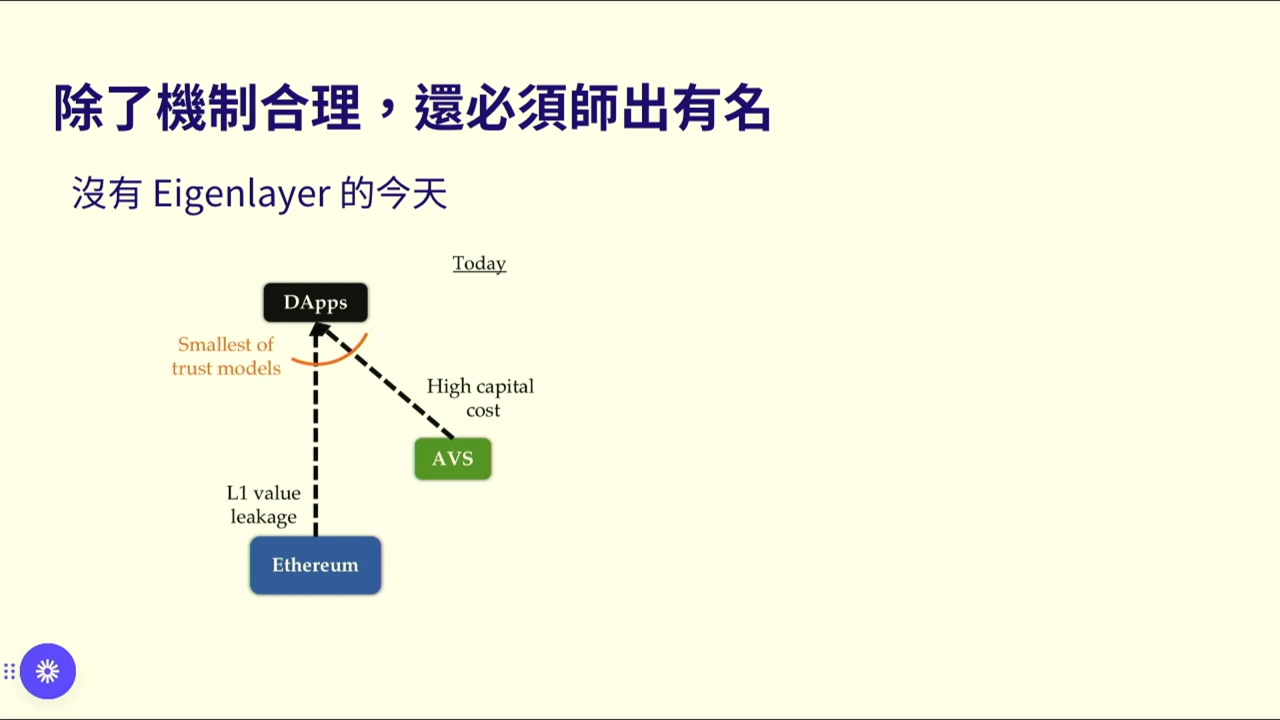 除了機制合理，還必須師出有名
沒有 Eigenlayer 的今天
Today
DApps
Smallest of
trust models
High capital
cost
AVS
L1 value
leakage
Ethereum